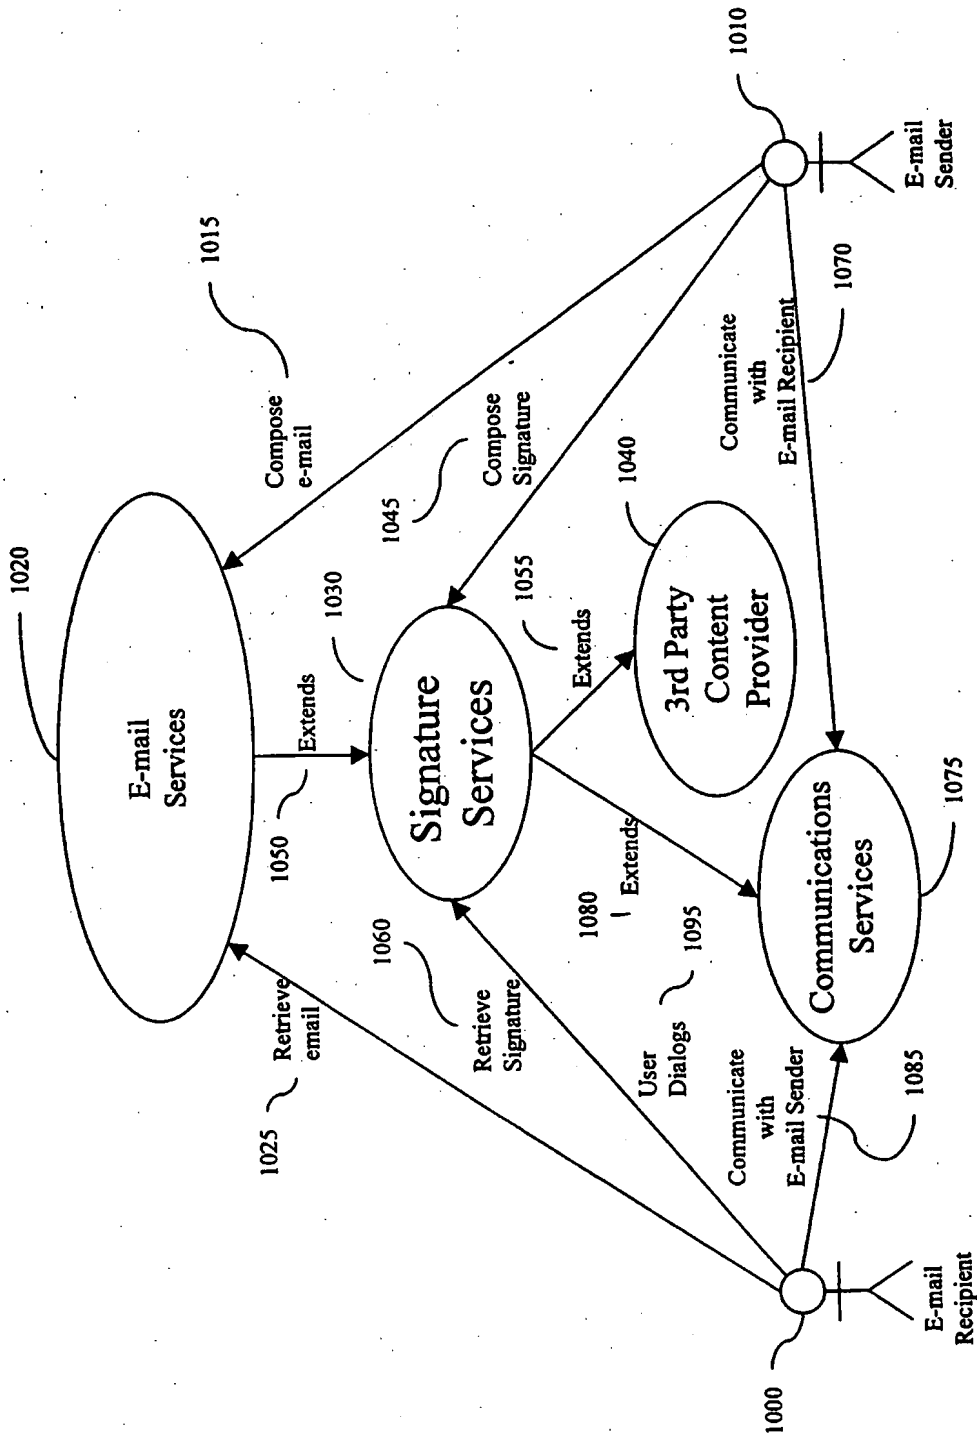 1020
E-mail
Services
1015
Compose
e-mail
1025
Retrieve
email
1050
Extends
1030
Signature
Services
1045
Compose
Signature
1060
Retrieve
Signature
1055
Extends
1040
3rd Party
Content
Provider
1080
Extends
1095
User
Dialogs
Communicate
with
E-mail Sender
1085
Communications
Services
1075
Communicate
with
E-mail Recipient
1070
1010
E-mail
Sender
1000
E-mail
Recipient